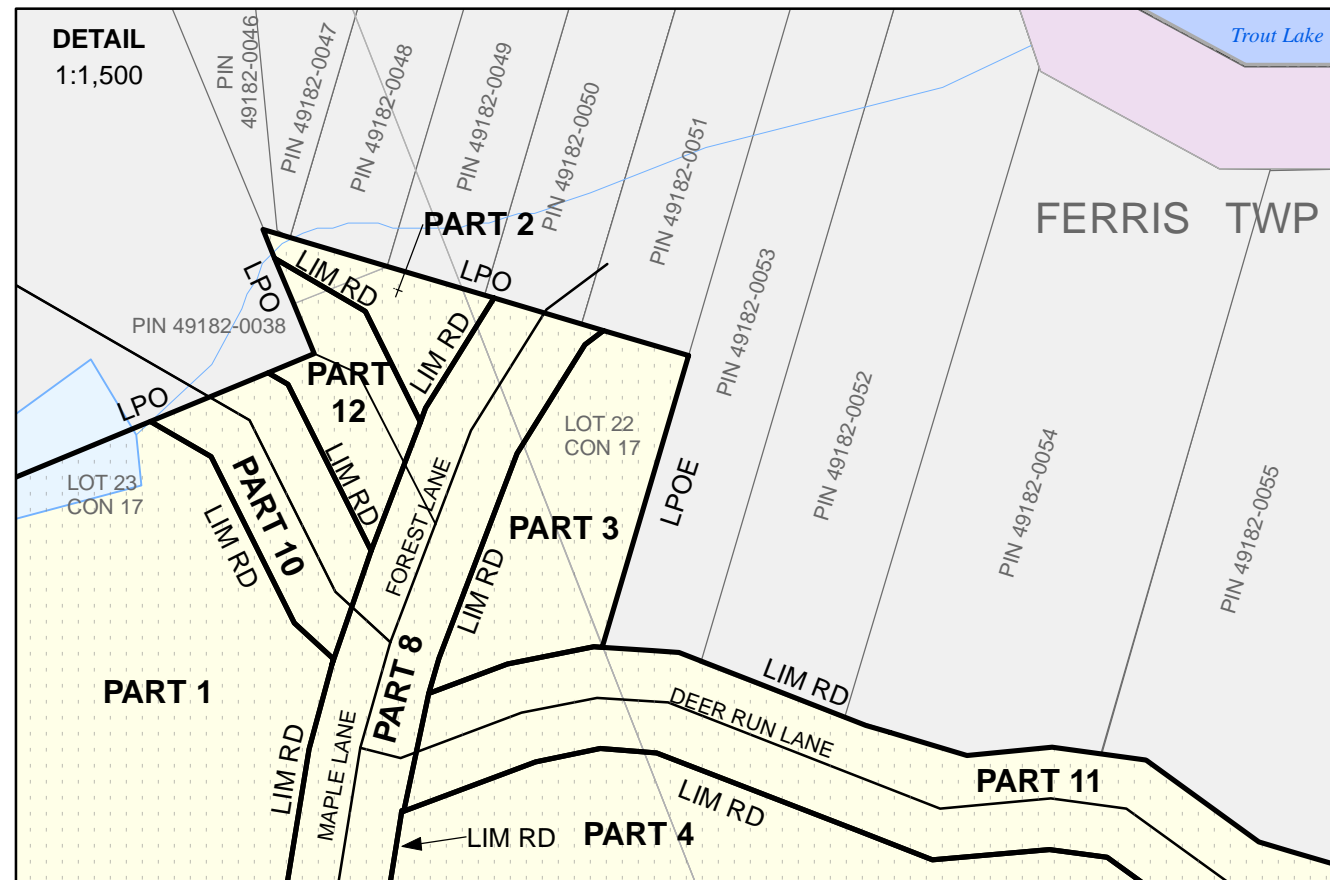 DETAIL
1:1,500
PIN
49182-0046
PIN 49182-0047
PIN 49182-0048
PIN 49182-0049
PIN 49182-0050
PIN 49182-0051
PIN 49182-0053
PIN 49182-0052
PIN 49182-0054
PIN 49182-0055
Trout Lake
FERRIS TWP
PART 2
LIM RD
LPO
LPO
PIN 49182-0038
LIM RD
PART
12
LPO
LOT 22
CON 17
LOT 23
CON 17
PART 10
LIM RD
LIM RD
FOREST LANE
PART 3
LPOE
LIM RD
PART 8
PART 1
LIM RD
DEER RUN LANE
LIM RD
MAPLE LANE
PART 11
LIM RD
LIM RD
PART 4